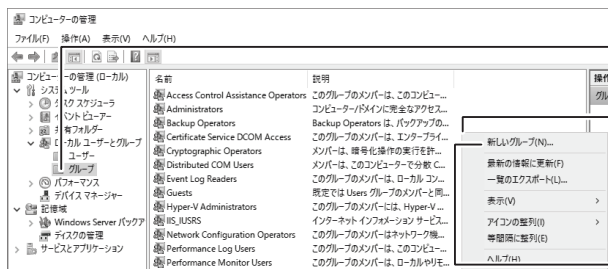 コンピューターの管理
ファイル(F) 操作(A) 表示(V) ヘルプ(H)
コンピューターの管理 (ローカル)
システム ツール
タスク スケジューラ
イベント ビューアー
共有フォルダー
ローカル ユーザーとグループ
ユーザー
グループ
パフォーマンス
デバイス マネージャー
記憶域
Windows Server バックア
ディスクの管理
サービスとアプリケーション
名前 説明
Access Control Assistance Operators このグループのメンバーは、このコンピュー...
Administrators コンピューター/ドメインに完全なアクセス...
Backup Operators Backup Operators は、バックアップの...
Certificate Service DCOM Access このグループのメンバーは、エンタープライ...
Cryptographic Operators メンバーは、暗号化操作の実行を許...
Distributed COM Users メンバーは、このコンピューターで分散 C...
Event Log Readers このグループのメンバーは、ローカル コン...
Guests 既定では Users グループのメンバーと同...
Hyper-V Administrators このグループのメンバーには、Hyper-V ...
IIS_IUSRS インターネット インフォメーション サービス...
Network Configuration Operators このグループのメンバーはネットワーク機...
Performance Log Users このグループのメンバーは、このコンピュー...
Performance Monitor Users このグループのメンバーは、ローカルやリモ...
操作
グル
新しいグループ(N)...
最新の情報に更新(F)
一覧のエクスポート(L)...
表示(V)
アイコンの整列(I)
等間隔に整列(E)
ヘルプ(H)